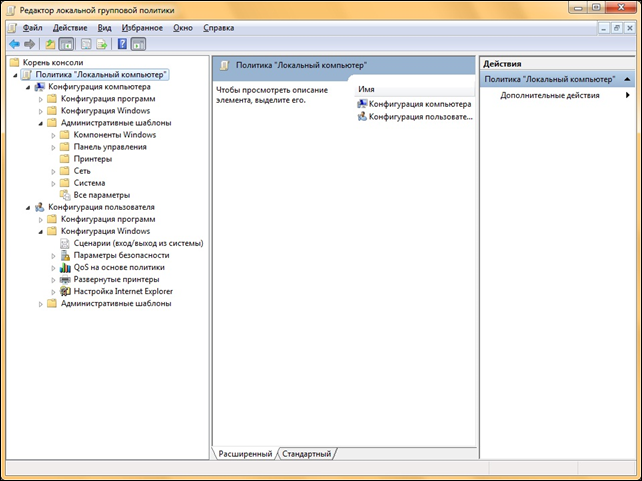 Редактор локальной групповой политики
Файл Действие Вид Избранное Окно Справка
Корень консоли
Политика "Локальный компьютер"
Конфигурация компьютера
Конфигурация программ
Конфигурация Windows
Административные шаблоны
Компоненты Windows
Панель управления
Принтеры
Сеть
Система
Все параметры
Конфигурация пользователя
Конфигурация программ
Конфигурация Windows
Сценарии (вход/выход из системы)
Параметры безопасности
QoS на основе политики
Развернутые принтеры
Настройка Internet Explorer
Административные шаблоны
Политика "Локальный компьютер"
Чтобы просмотреть описание
элемента, выделите его.
Имя
Конфигурация компьютера
Конфигурация пользовате...
Расширенный Стандартный
Действия
Политика "Локальный компьютер"
Дополнительные действия